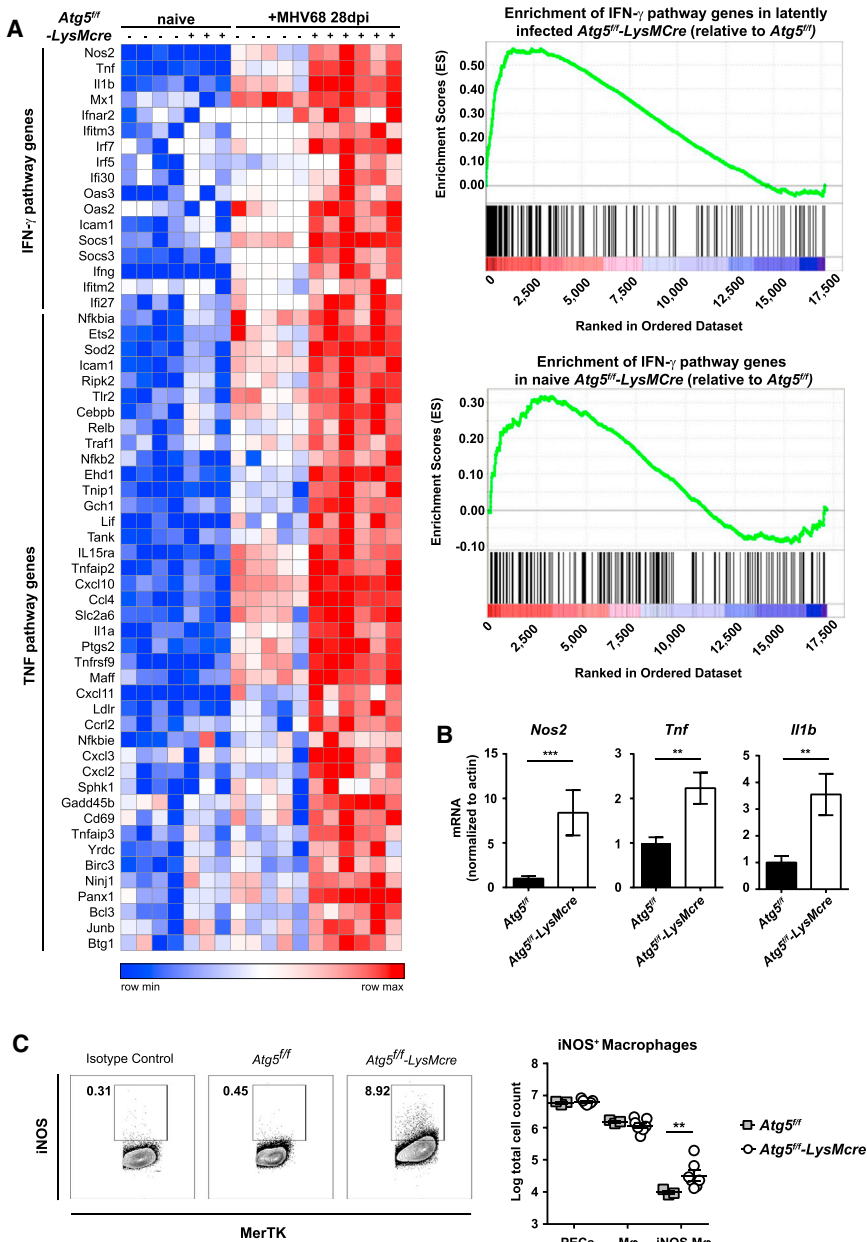 A
Atg5f/f
-LysMcre
naive
+MHV68 28dpi
- - - - + + + - - - - - + + + + + +
IFN-γ pathway genes
Nos2
Tnf
Il1b
Mx1
Ifnar2
Ifitm3
Irf7
Irf5
Ifi30
Oas3
Oas2
Icam1
Socs1
Socs3
Ifng
Ifitm2
Ifi27
TNF pathway genes
Nfkbia
Ets2
Sod2
Icam1
Ripk2
Tlr2
Cebpb
Relb
Traf1
Nfkb2
Ehd1
Tnip1
Gch1
Lif
Tank
IL15ra
Tnfaip2
Cxcl10
Ccl4
Slc2a6
Il1a
Ptgs2
Tnfrsf9
Maff
Cxcl11
Ldlr
Ccrl2
Nfkbie
Cxcl3
Cxcl2
Sphk1
Gadd45b
Cd69
Tnfaip3
Yrdc
Birc3
Ninj1
Panx1
Bcl3
Junb
Btg1
row min row max
Enrichment of IFN-γ pathway genes in latently
infected Atg5f/f-LysMCre (relative to Atg5f/f)
Enrichment Scores (ES)
0.50
0.40
0.30
0.20
0.10
0.00
0 2,500 5,000 7,500 10,000 12,500 15,000 17,500
Ranked in Ordered Dataset
Enrichment of IFN-γ pathway genes
in naive Atg5f/f-LysMCre (relative to Atg5f/f)
Enrichment Scores (ES)
0.30
0.20
0.10
0.00
-0.10
0 2,500 5,000 7,500 10,000 12,500 15,000 17,500
Ranked in Ordered Dataset
B
mRNA
(normalized to actin)
Nos2
***
15
10
5
0
Atg5f/f
Atg5f/f-LysMcre
Tnf
**
3
2
1
0
Atg5f/f
Atg5f/f-LysMcre
Il1b
**
5
4
3
2
1
0
Atg5f/f
Atg5f/f-LysMcre
C
Isotype Control
Atg5f/f
Atg5f/f-LysMcre
0.31
0.45
8.92
iNOS
MerTK
iNOS+ Macrophages
Log total cell count
8
7
6
5
4
3
**
Atg5f/f
Atg5f/f-LysMcre